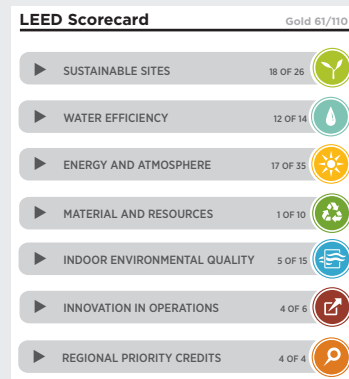 LEED Scorecard Gold 61/110
SUSTAINABLE SITES 18 OF 26
WATER EFFICIENCY 12 OF 14
ENERGY AND ATMOSPHERE 17 OF 35
MATERIAL AND RESOURCES 1 OF 10
INDOOR ENVIRONMENTAL QUALITY 5 OF 15
INNOVATION IN OPERATIONS 4 OF 6
REGIONAL PRIORITY CREDITS 4 OF 4